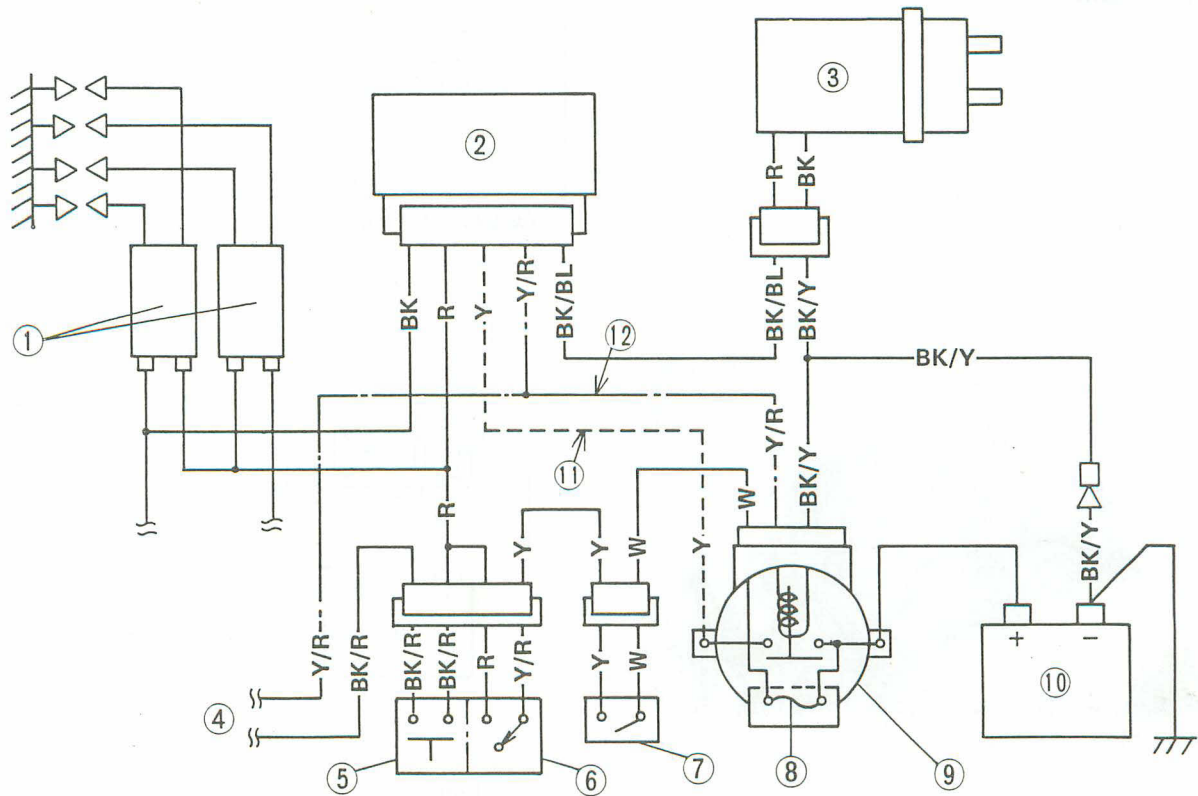 ①
②
③
R
BK
BK
R
Y
Y/R
BK/BL
BK/BL
BK/Y
BK/Y
⑫
⑪
Y/R
BK/Y
W
BK/Y
R
Y
Y
W
Y
Y/R
BK/R
BK/R
BK/R
R
Y/R
Y
W
+
−
④
⑤
⑥
⑦
⑧
⑨
⑩